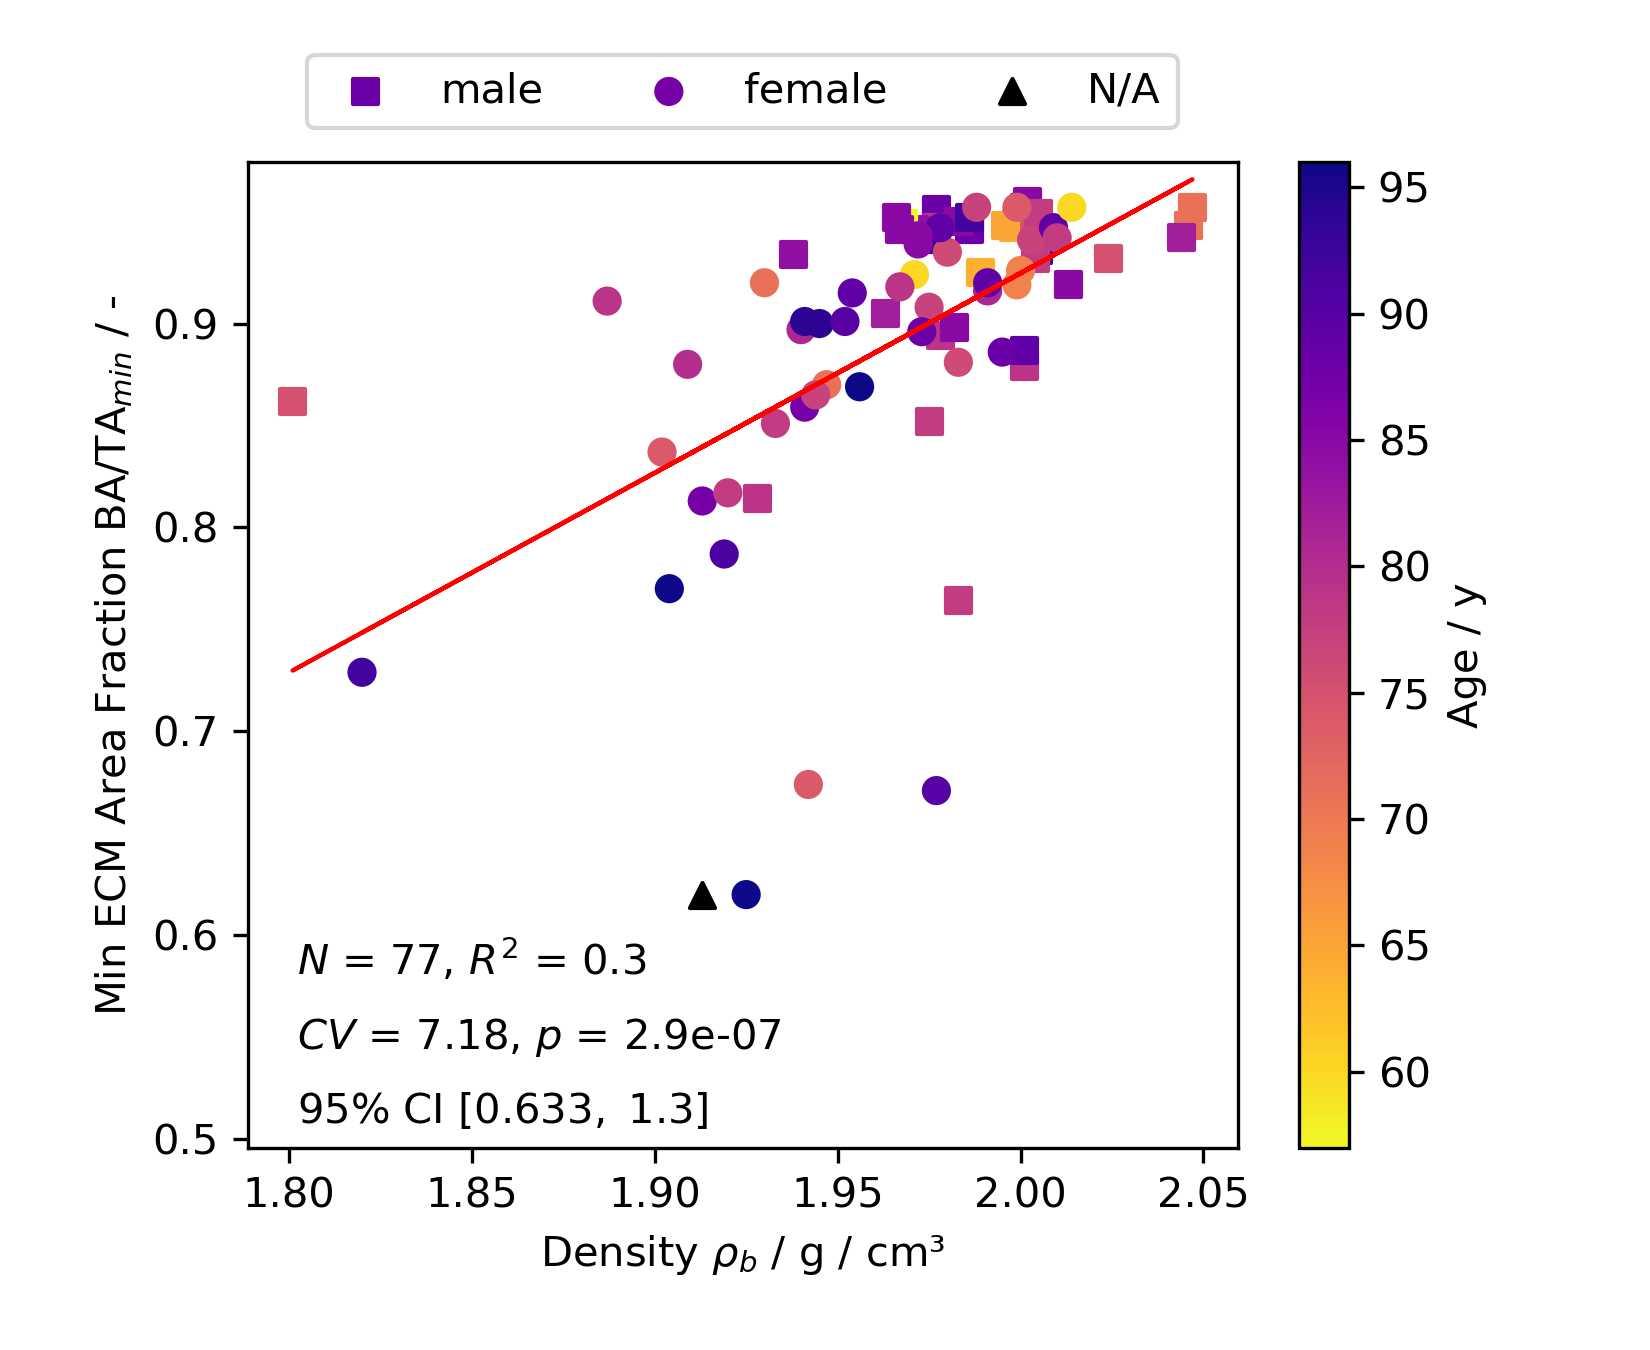 male female N/A
Min ECM Area Fraction BA/TA_min / -
0.9
0.8
0.7
0.6
0.5
N = 77, R² = 0.3
CV = 7.18, p = 2.9e-07
95% CI [0.633, 1.3]
1.80 1.85 1.90 1.95 2.00 2.05
Density ρ_b / g / cm³
95
90
85
80
75
70
65
60
Age / y